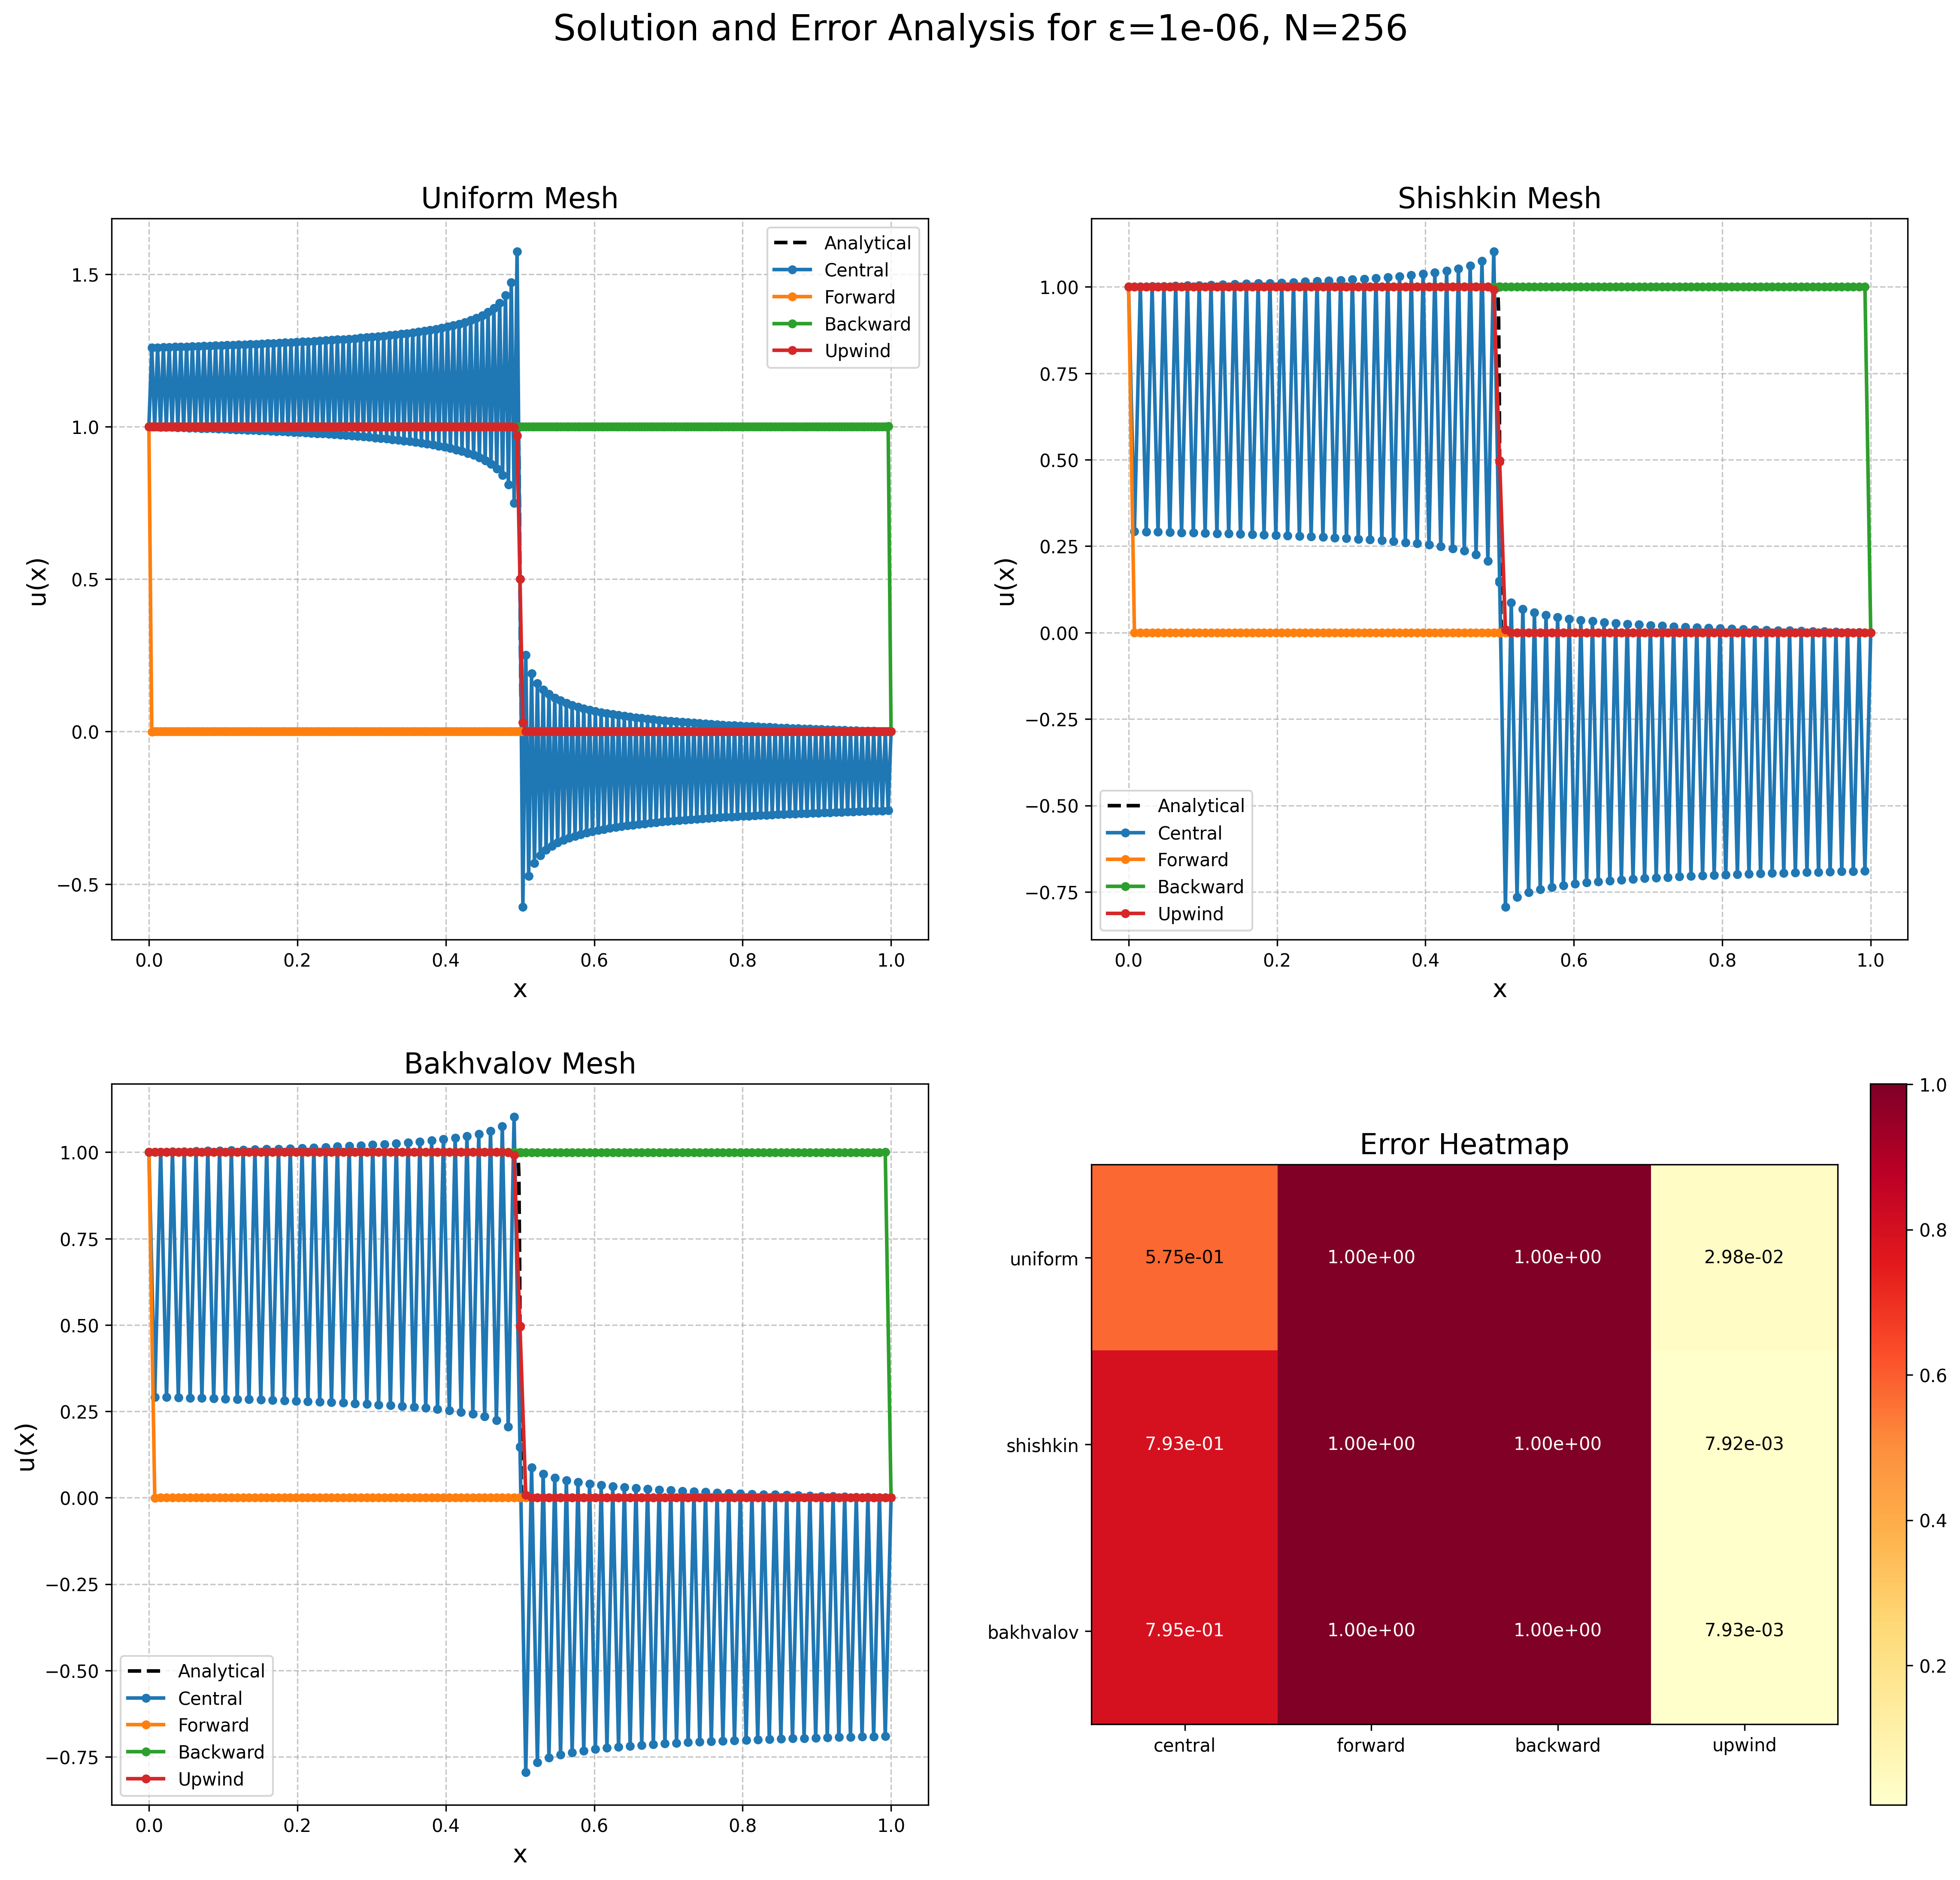 Solution and Error Analysis for ε=1e-06, N=256
Uniform Mesh
1.5
1.0
0.5
0.0
−0.5
u(x)
0.0 0.2 0.4 0.6 0.8 1.0
x
Analytical
Central
Forward
Backward
Upwind
Shishkin Mesh
1.00
0.75
0.50
0.25
0.00
−0.25
−0.50
−0.75
u(x)
0.0 0.2 0.4 0.6 0.8 1.0
x
Analytical
Central
Forward
Backward
Upwind
Bakhvalov Mesh
1.00
0.75
0.50
0.25
0.00
−0.25
−0.50
−0.75
u(x)
0.0 0.2 0.4 0.6 0.8 1.0
x
Analytical
Central
Forward
Backward
Upwind
Error Heatmap
uniform 5.75e-01 1.00e+00 1.00e+00 2.98e-02
shishkin 7.93e-01 1.00e+00 1.00e+00 7.92e-03
bakhvalov 7.95e-01 1.00e+00 1.00e+00 7.93e-03
central forward backward upwind
1.0
0.8
0.6
0.4
0.2